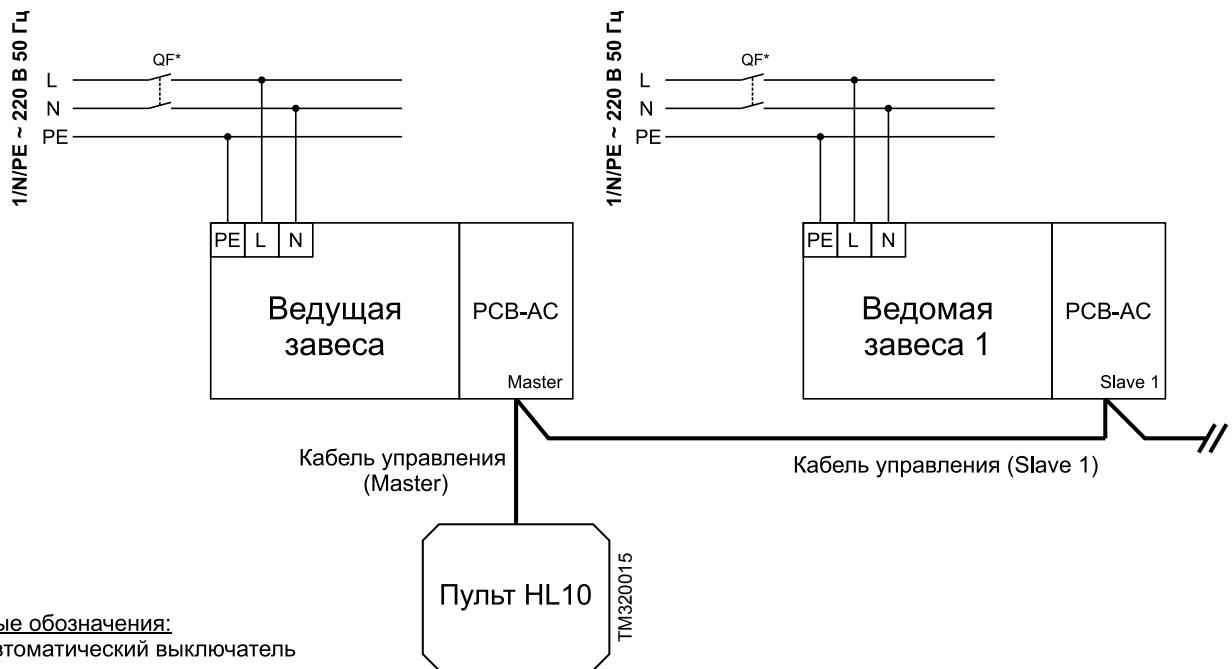 1/N/PE ~ 220 В 50 Гц
QF*
L
N
PE
PE L N
Ведущая
завеса
PCB-AC
Master
1/N/PE ~ 220 В 50 Гц
QF*
L
N
PE
PE L N
Ведомая
завеса 1
PCB-AC
Slave 1
Кабель управления
(Master)
Кабель управления (Slave 1)
Пульт HL10
TM320015
ые обозначения:
втоматический выключатель